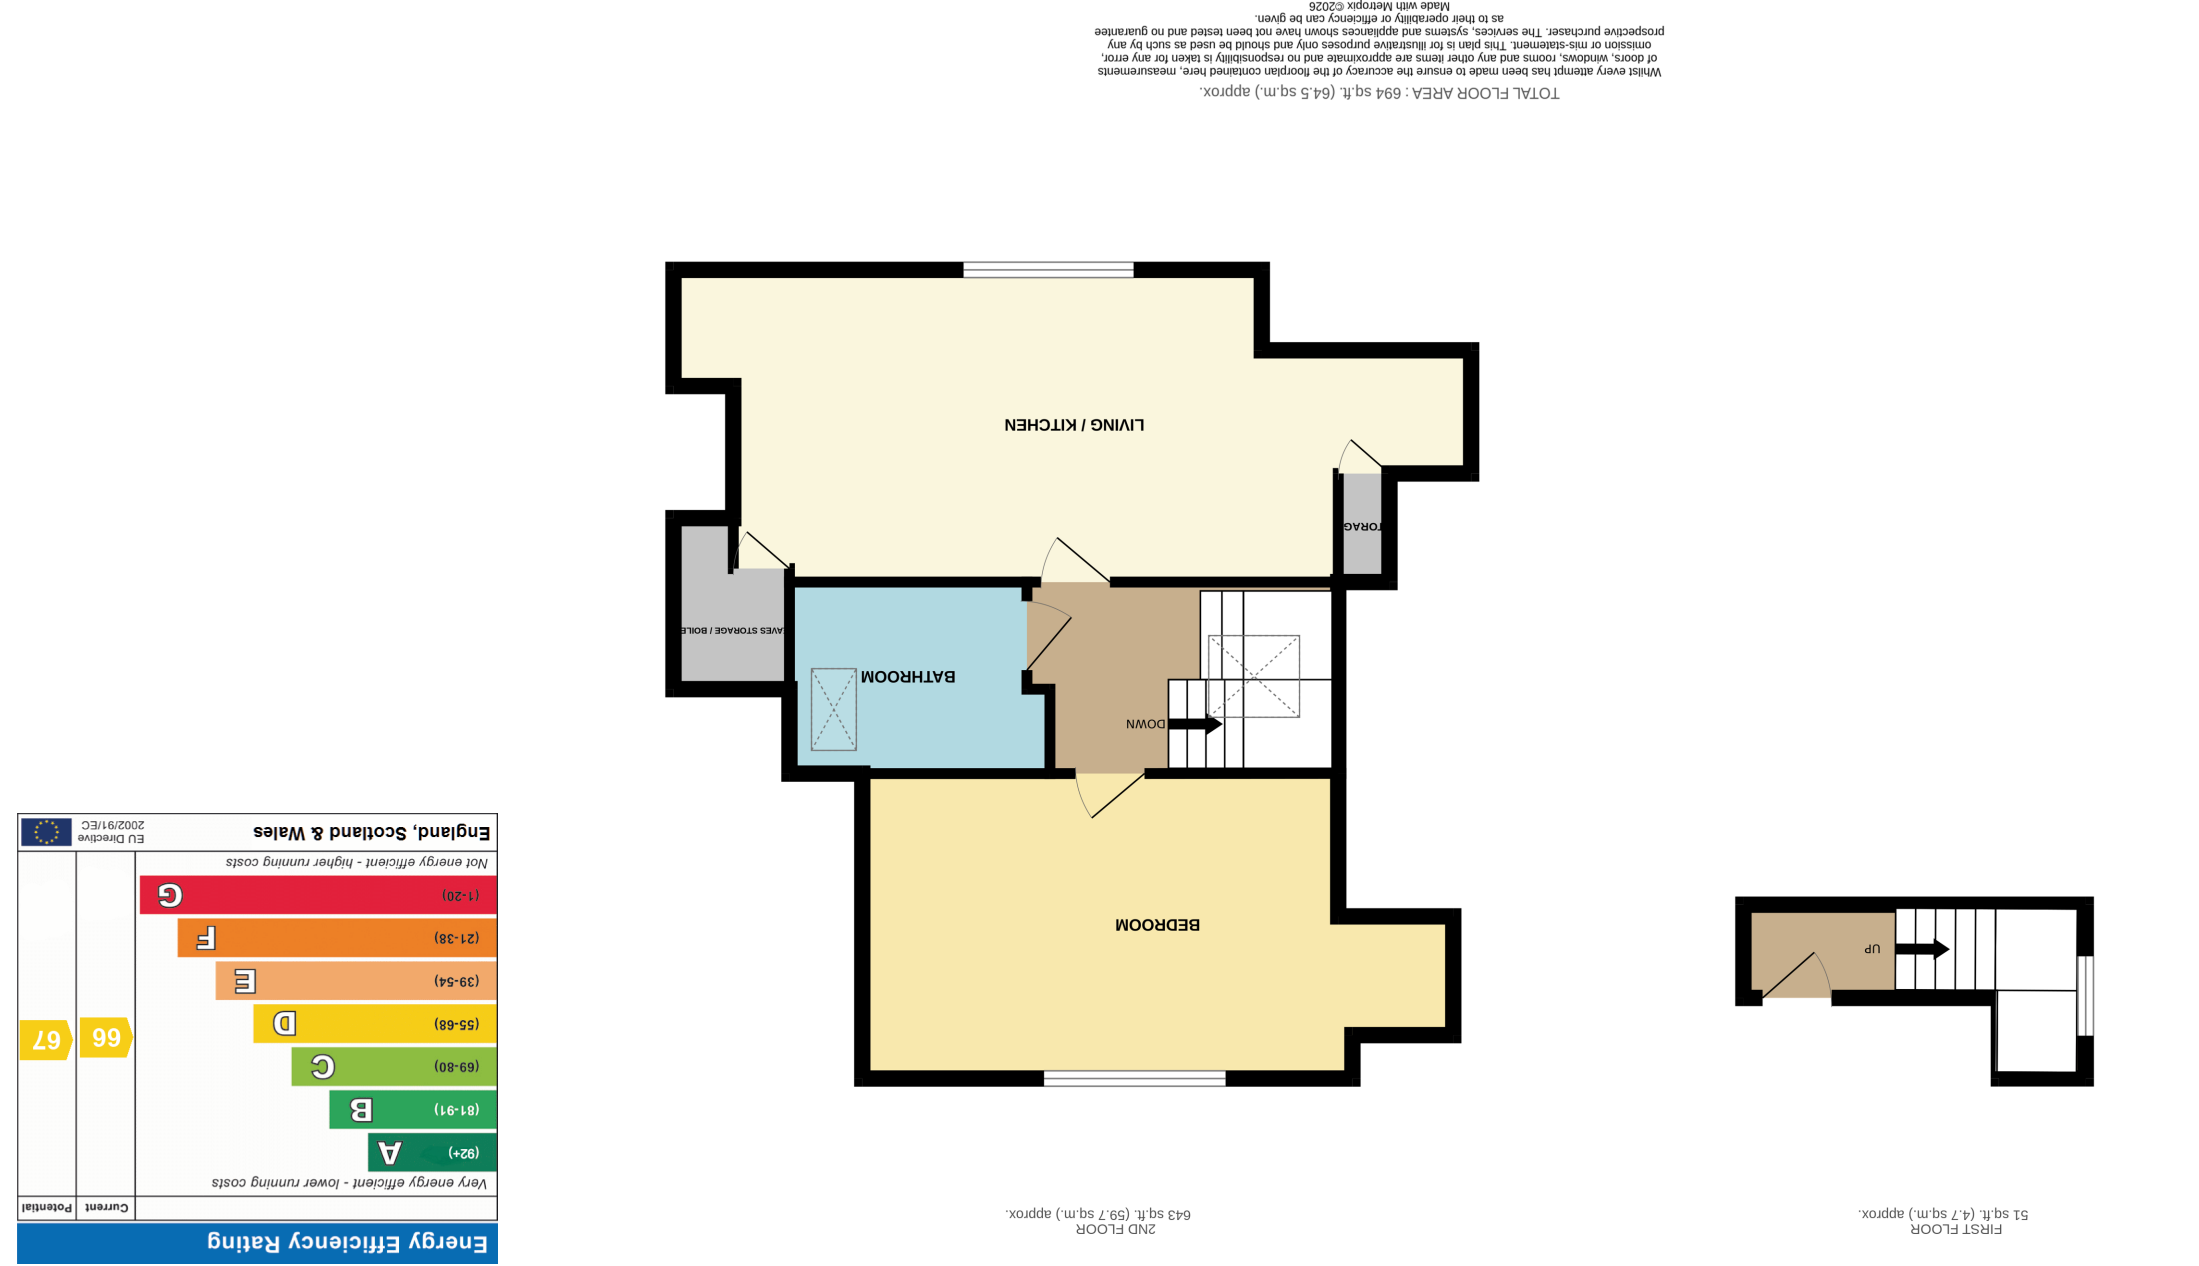 FIRST FLOOR
51 sq.ft. (4.7 sq.m.) approx.
2ND FLOOR
643 sq.ft. (59.7 sq.m.) approx.
UP
BEDROOM
DOWN
BATHROOM
AVES STORAGE / BOILE
TORAG
LIVING / KITCHEN
TOTAL FLOOR AREA : 694 sq.ft. (64.5 sq.m.) approx.
Whilst every attempt has been made to ensure the accuracy of the floorplan contained here, measurements
of doors, windows, rooms and any other items are approximate and no responsibility is taken for any error,
omission or mis-statement. This plan is for illustrative purposes only and should be used as such by any
prospective purchaser. The services, systems and appliances shown have not been tested and no guarantee
as to their operability or efficiency can be given.
Made with Metropix ©2026
Energy Efficiency Rating
Current
Potential
Very energy efficient - lower running costs
(92+) A
(81-91) B
(69-80) C
(55-68) D
66
67
(39-54) E
(21-38) F
(1-20) G
Not energy efficient - higher running costs
England, Scotland & Wales
EU Directive
2002/91/EC